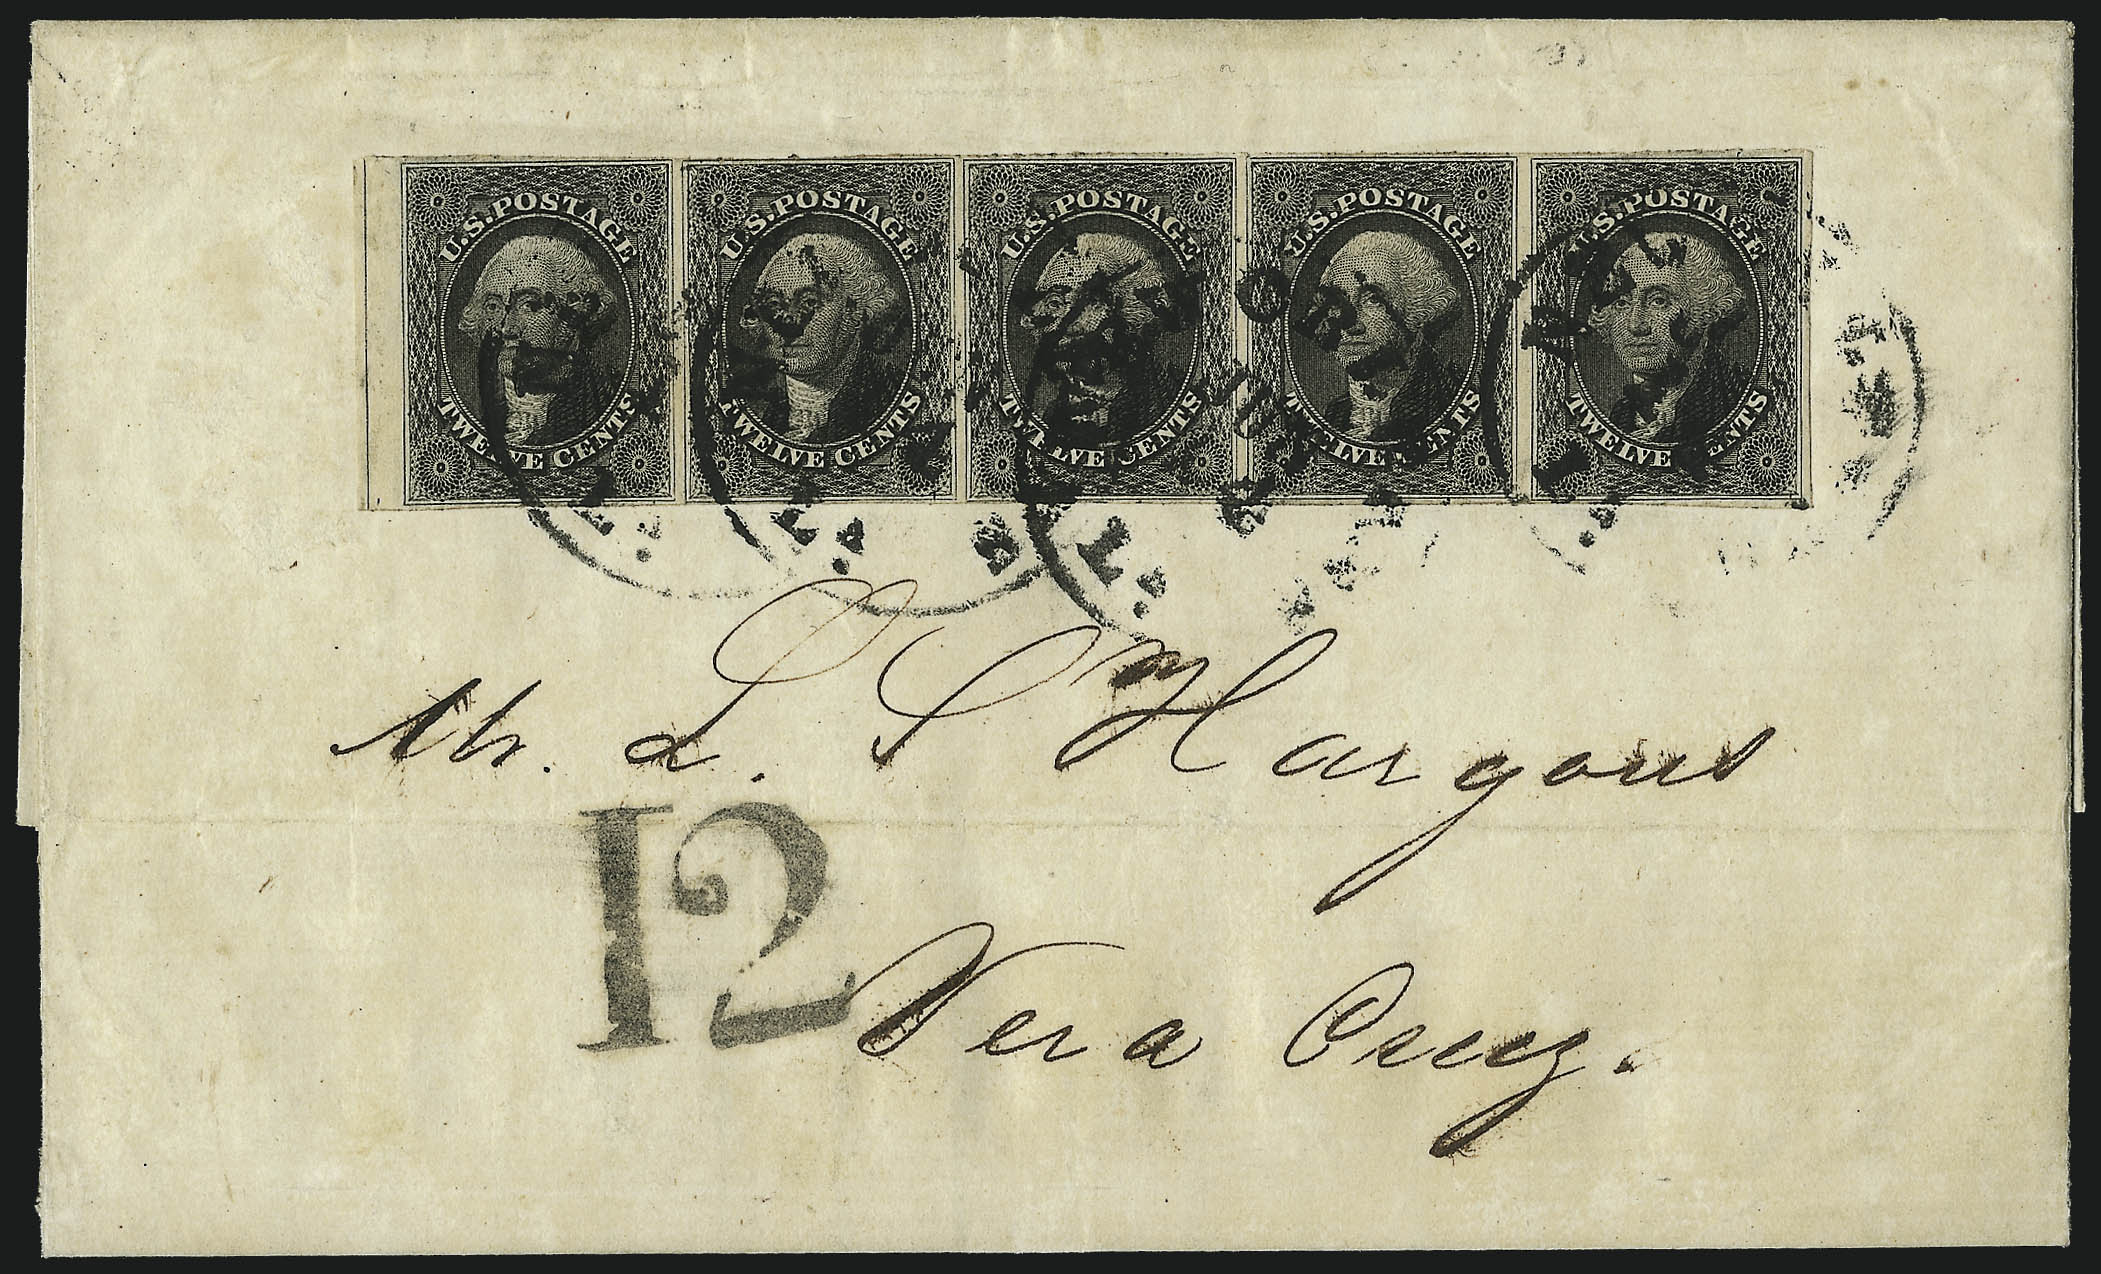 U.S. POSTAGE U.S. POSTAGE U.S. POSTAGE U.S. POSTAGE U.S. POSTAGE
TWELVE CENTS TWELVE CENTS TWELVE CENTS TWELVE CENTS TWELVE CENTS
JUN
Mr. L. S Hargous
12
Vera Cruz.